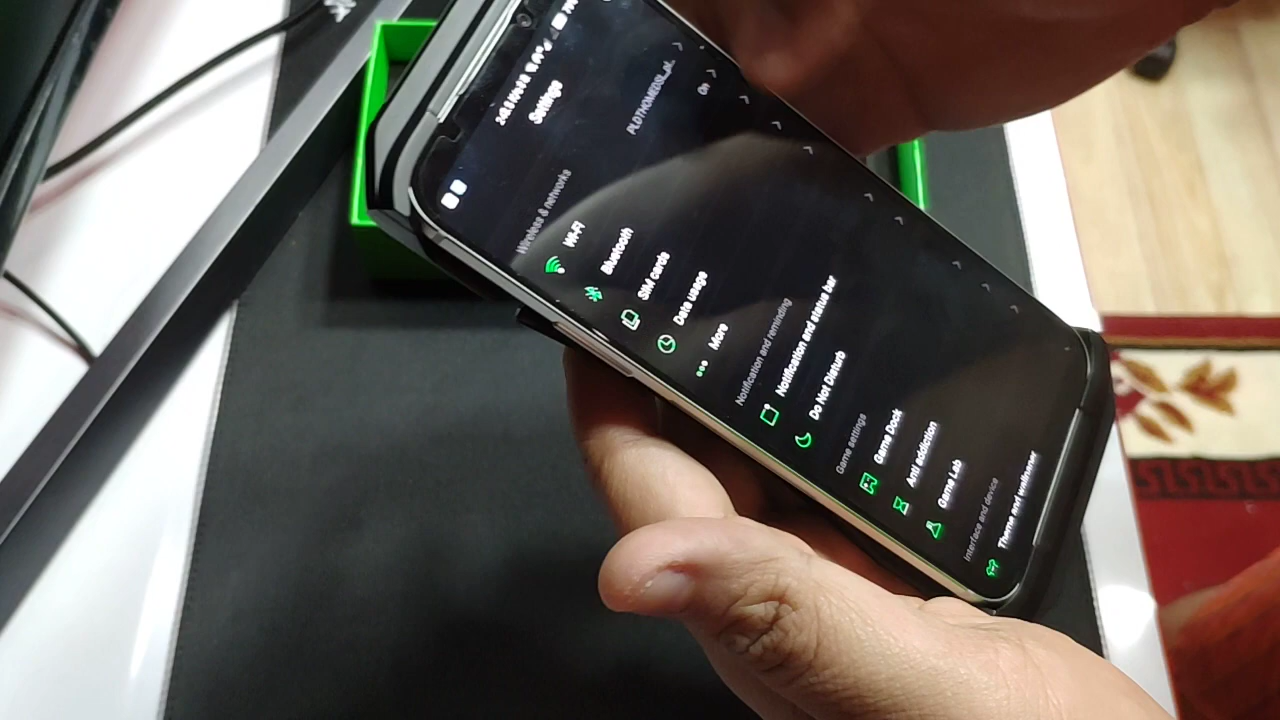 Settings
Wireless & networks
Wi-Fi
Bluetooth
On
SIM cards
Data usage
More
Notification and reminding
Notification and status bar
Do Not Disturb
Game settings
Game Dock
Anti addiction
Game Lab
Interface and device
Theme and wallpaper